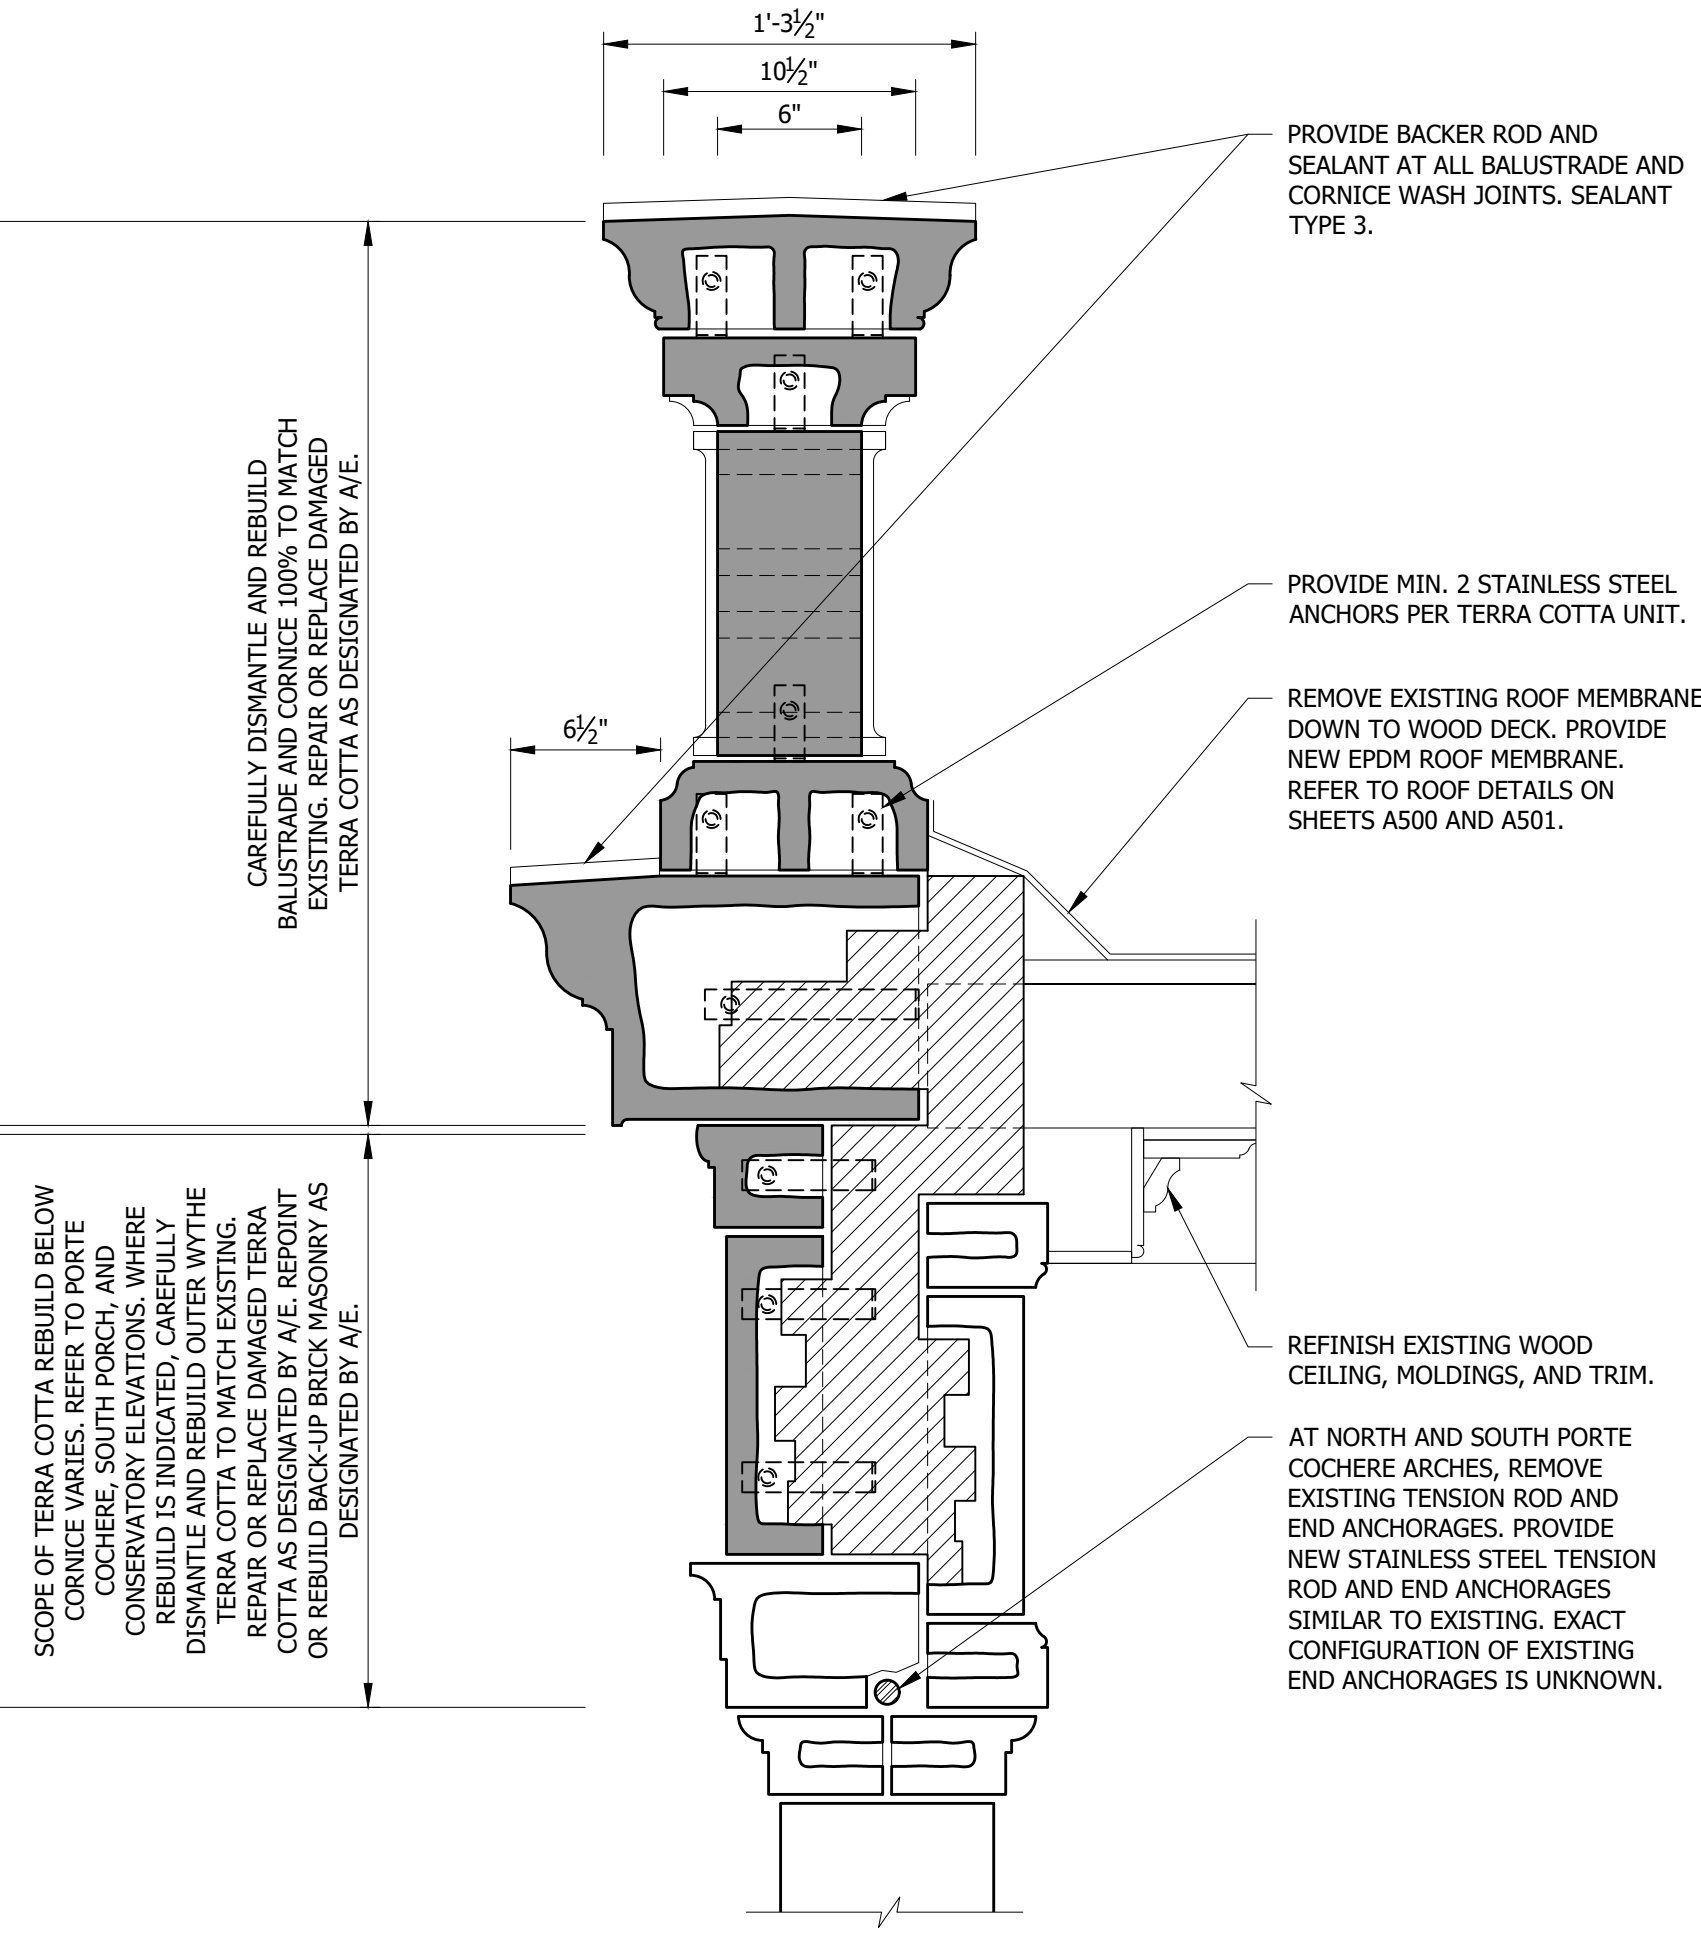 1'-3½"
10½"
6"
PROVIDE BACKER ROD AND
SEALANT AT ALL BALUSTRADE AND
CORNICE WASH JOINTS. SEALANT
TYPE 3.
CAREFULLY DISMANTLE AND REBUILD
BALUSTRADE AND CORNICE 100% TO MATCH
EXISTING. REPAIR OR REPLACE DAMAGED
TERRA COTTA AS DESIGNATED BY A/E.
PROVIDE MIN. 2 STAINLESS STEEL
ANCHORS PER TERRA COTTA UNIT.
6½"
REMOVE EXISTING ROOF MEMBRANE
DOWN TO WOOD DECK. PROVIDE
NEW EPDM ROOF MEMBRANE.
REFER TO ROOF DETAILS ON
SHEETS A500 AND A501.
SCOPE OF TERRA COTTA REBUILD BELOW
CORNICE VARIES. REFER TO PORTE
COCHERE, SOUTH PORCH, AND
CONSERVATORY ELEVATIONS. WHERE
REBUILD IS INDICATED, CAREFULLY
DISMANTLE AND REBUILD OUTER WYTHE
TERRA COTTA TO MATCH EXISTING.
REPAIR OR REPLACE DAMAGED TERRA
COTTA AS DESIGNATED BY A/E. REPOINT
OR REBUILD BACK-UP BRICK MASONRY AS
DESIGNATED BY A/E.
REFINISH EXISTING WOOD
CEILING, MOLDINGS, AND TRIM.
AT NORTH AND SOUTH PORTE
COCHERE ARCHES, REMOVE
EXISTING TENSION ROD AND
END ANCHORAGES. PROVIDE
NEW STAINLESS STEEL TENSION
ROD AND END ANCHORAGES
SIMILAR TO EXISTING. EXACT
CONFIGURATION OF EXISTING
END ANCHORAGES IS UNKNOWN.